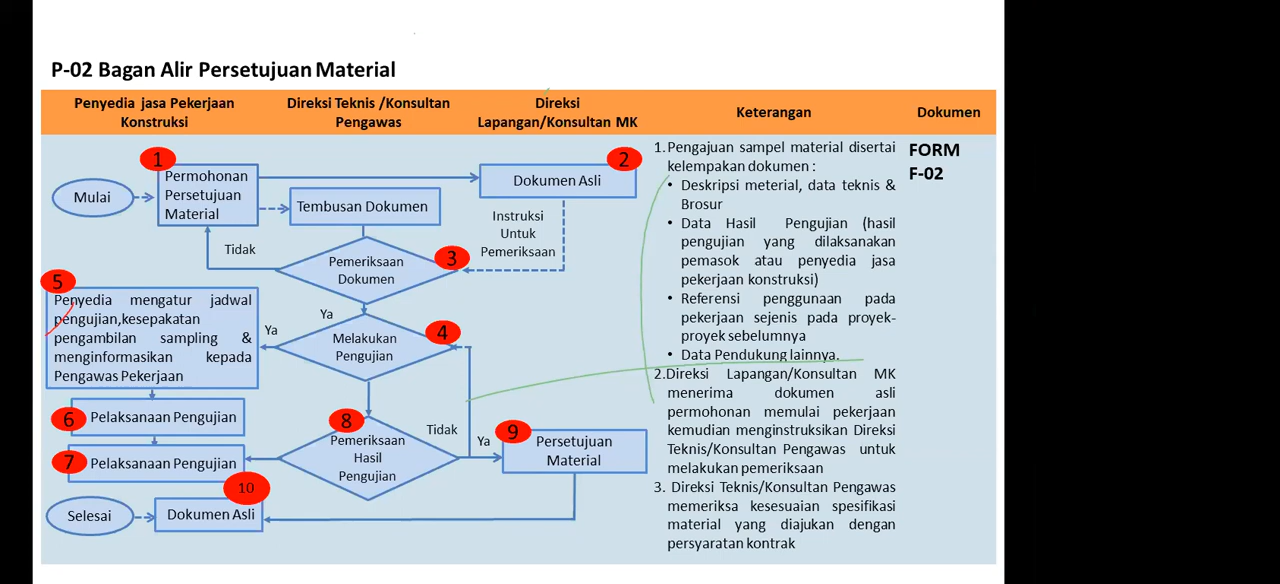 P-02 Bagan Alir Persetujuan Material
Penyedia jasa Pekerjaan
Konstruksi
Direksi Teknis /Konsultan
Pengawas
Direksi
Lapangan/Konsultan MK
Keterangan
Dokumen
1
Permohonan
Persetujuan
Material
Mulai
2
Dokumen Asli
Tembusan Dokumen
Instruksi
Untuk
Pemeriksaan
Tidak
3
Pemeriksaan
Dokumen
Ya
5
Penyedia mengatur jadwal
pengujian,kesepakatan
pengambilan sampling &
menginformasikan kepada
Pengawas Pekerjaan
Ya
4
Melakukan
Pengujian
6
Pelaksanaan Pengujian
7
Pelaksanaan Pengujian
8
Pemeriksaan
Hasil
Pengujian
Tidak
Ya
9
Persetujuan
Material
10
Dokumen Asli
Selesai
1.Pengajuan sampel material disertai
kelempakan dokumen :
• Deskripsi meterial, data teknis &
Brosur
• Data Hasil Pengujian (hasil
pengujian yang dilaksanakan
pemasok atau penyedia jasa
pekerjaan konstruksi)
• Referensi penggunaan pada
pekerjaan sejenis pada proyek-
proyek sebelumnya
• Data Pendukung lainnya.
2.Direksi Lapangan/Konsultan MK
menerima dokumen asli
permohonan memulai pekerjaan
kemudian menginstruksikan Direksi
Teknis/Konsultan Pengawas untuk
melakukan pemeriksaan
3. Direksi Teknis/Konsultan Pengawas
memeriksa kesesuaian spesifikasi
material yang diajukan dengan
persyaratan kontrak
FORM
F-02